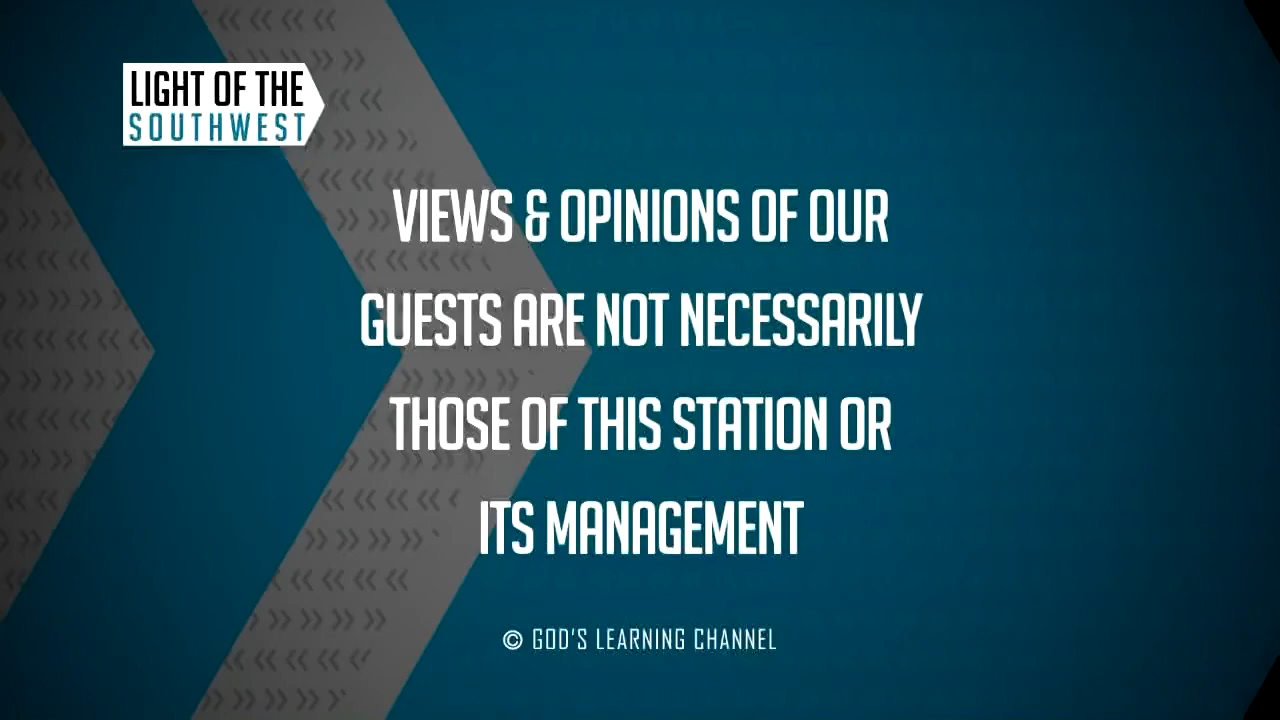 LIGHT OF THE
SOUTHWEST
VIEWS & OPINIONS OF OUR
GUESTS ARE NOT NECESSARILY
THOSE OF THIS STATION OR
ITS MANAGEMENT
© GOD'S LEARNING CHANNEL